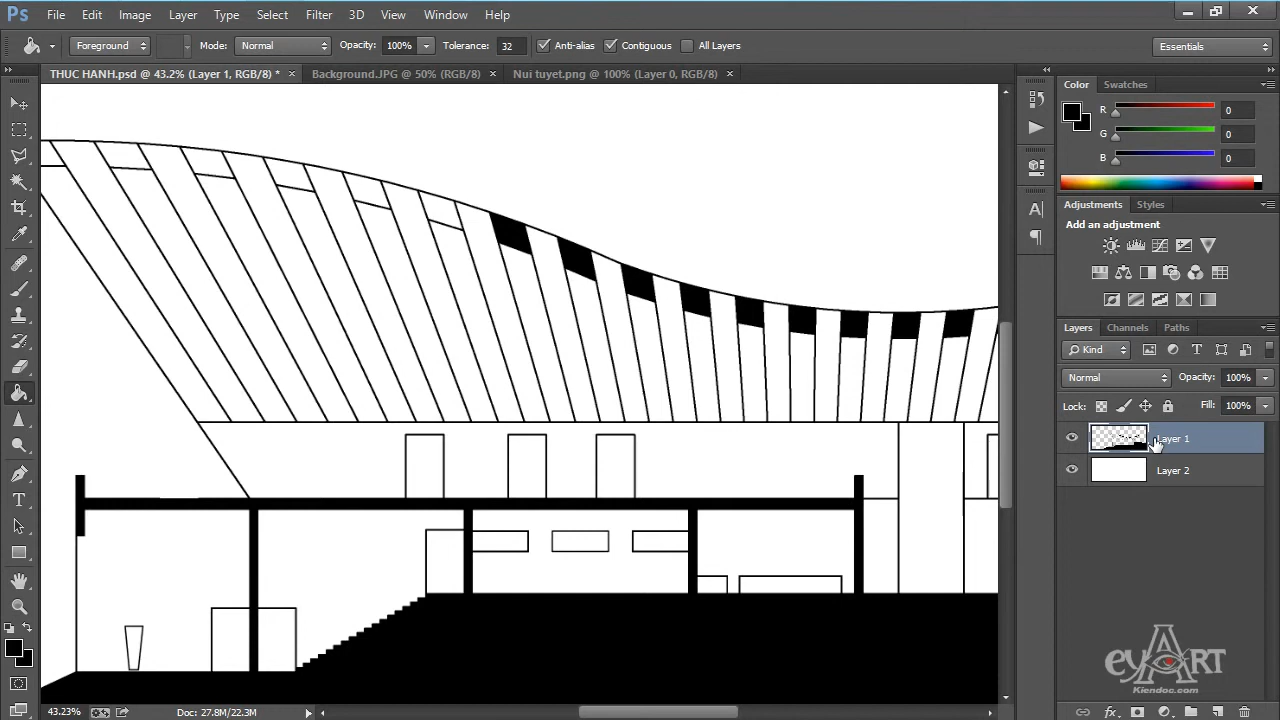 Ps File Edit Image Layer Type Select Filter 3D View Window Help
Foreground Mode: Normal Opacity: 100% Tolerance: 32 Anti-alias Contiguous All Layers Essentials
THUC HANH.psd @ 43.2% (Layer 1, RGB/8) * × Background.JPG @ 50% (RGB/8) × Nui tuyet.png @ 100% (Layer 0, RGB/8) ×
Color Swatches
R 0
G 0
B 0
Adjustments Styles
Add an adjustment
Layers Channels Paths
Kind
Normal Opacity: 100%
Lock: Fill: 100%
Layer 1
Layer 2
eyART
Kiendoc.com
43.23% Doc: 27.8M/22.3M